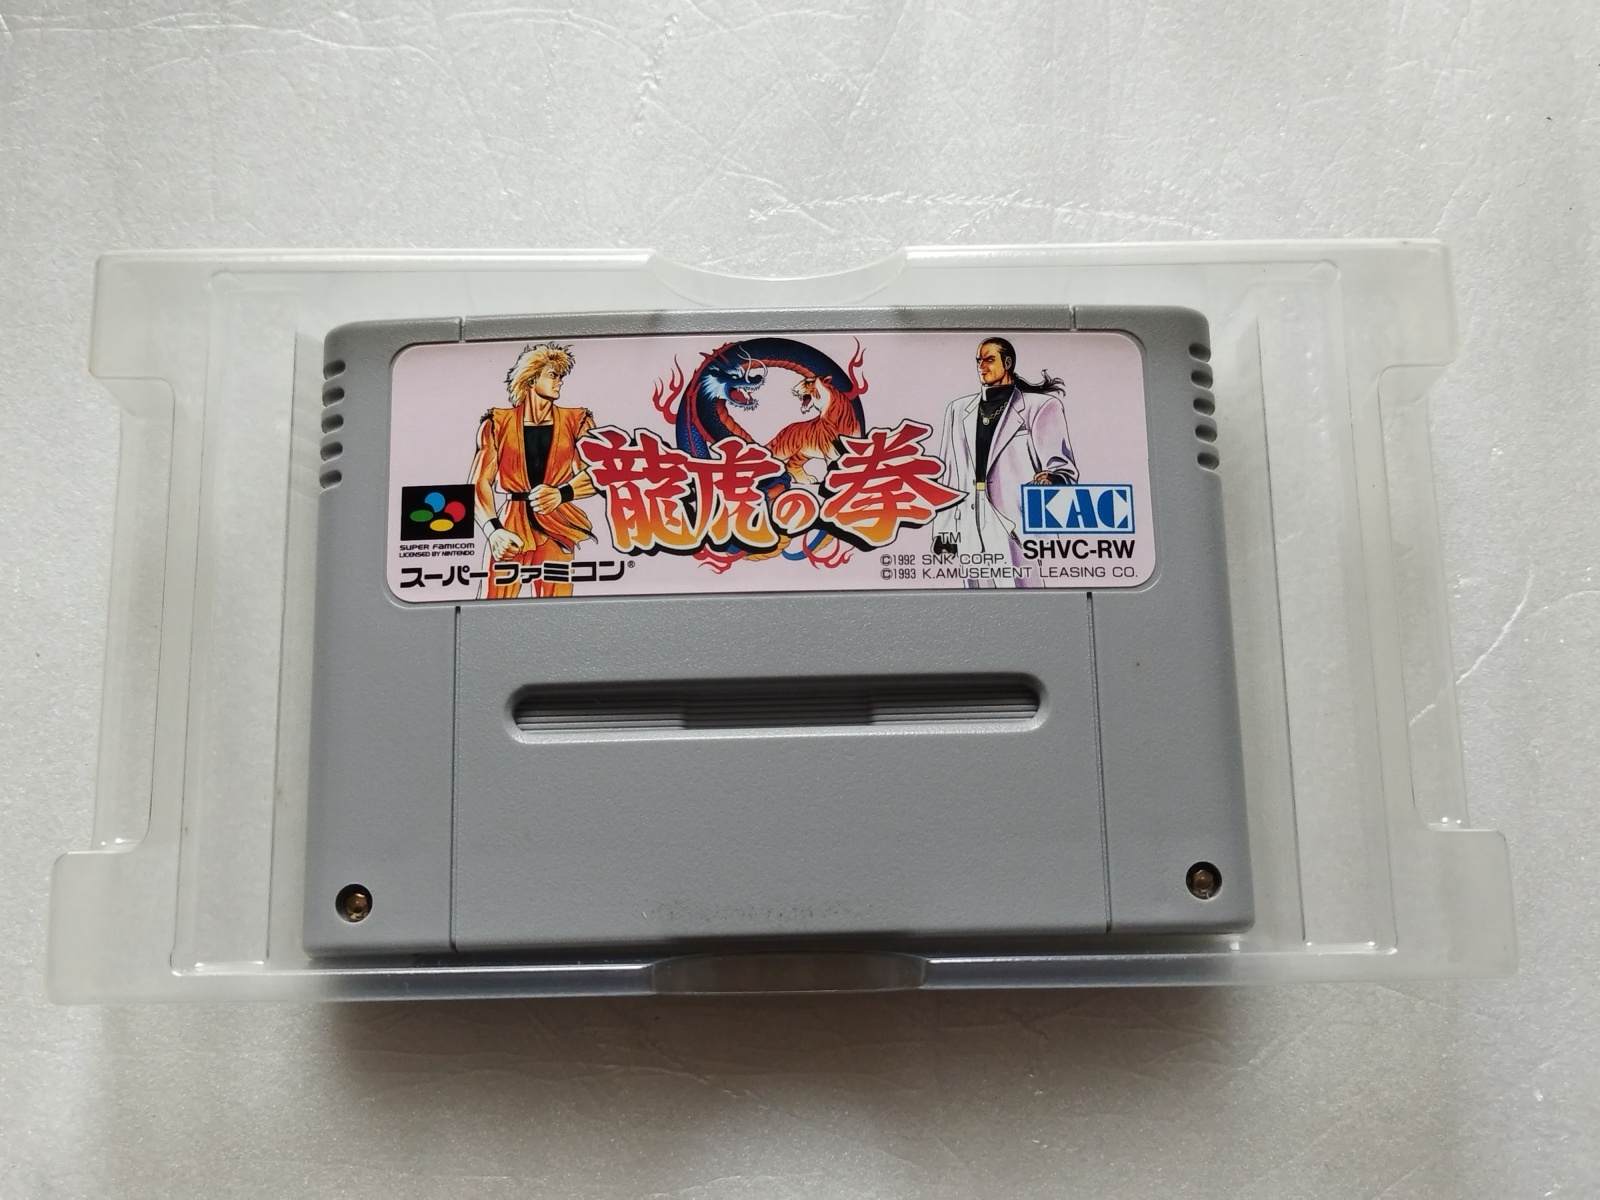 龍虎の拳
TM
SUPER FAMICOM
LICENSED BY NINTENDO
スーパーファミコン®
KAC
SHVC-RW
©1992 SNK CORP.
©1993 K.AMUSEMENT LEASING CO.